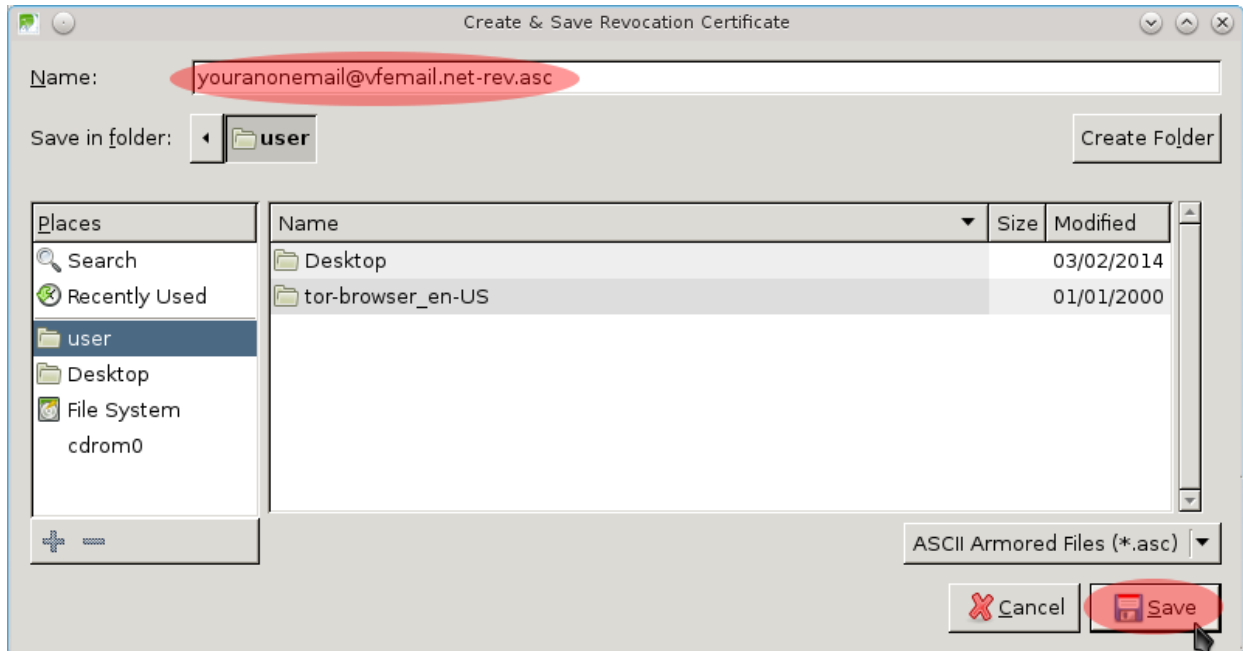 Create & Save Revocation Certificate
Name: youranonemail@vfemail.net-rev.asc
Save in folder: user Create Folder
Places Name Size Modified
Search Desktop 03/02/2014
Recently Used tor-browser_en-US 01/01/2000
user
Desktop
File System
cdrom0
ASCII Armored Files (*.asc)
Cancel Save